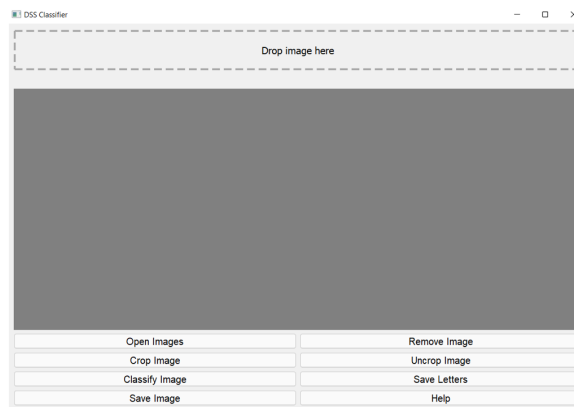 DSS Classifier
Drop image here
Open Images Remove Image
Crop Image Uncrop Image
Classify Image Save Letters
Save Image Help